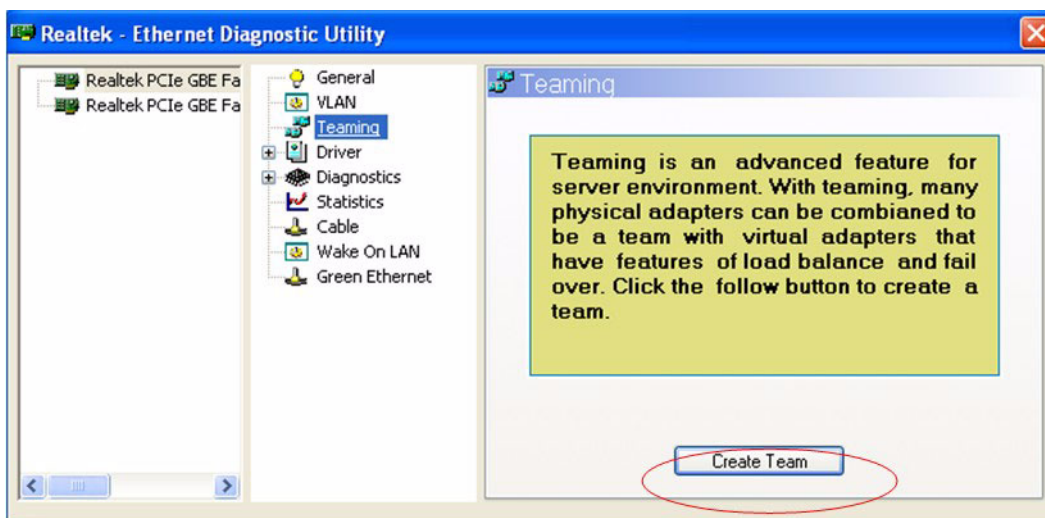 Realtek - Ethernet Diagnostic Utility
Realtek PCIe GBE Fa
Realtek PCIe GBE Fa
General
VLAN
Teaming
Driver
Diagnostics
Statistics
Cable
Wake On LAN
Green Ethernet
Teaming
Teaming is an advanced feature for
server environment. With teaming, many
physical adapters can be combianed to
be a team with virtual adapters that
have features of load balance and fail
over. Click the follow button to create a
team.
Create Team